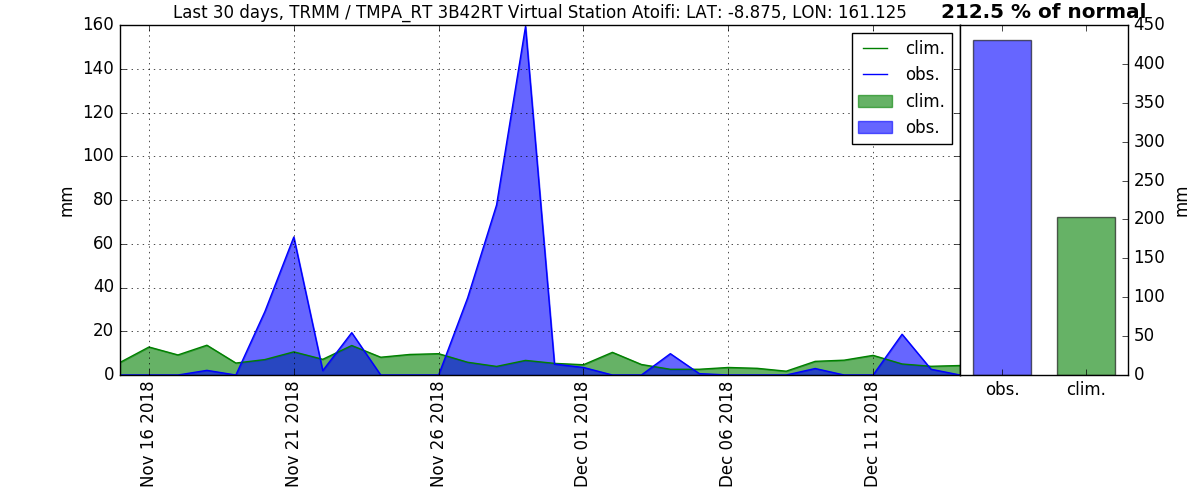 Last 30 days, TRMM / TMPA_RT 3B42RT Virtual Station Atoifi: LAT: -8.875, LON: 161.125
212.5 % of normal
160
140
120
100
80
60
40
20
0
mm
clim.
obs.
clim.
obs.
Nov 16 2018
Nov 21 2018
Nov 26 2018
Dec 01 2018
Dec 06 2018
Dec 11 2018
450
400
350
300
250
200
150
100
50
0
mm
obs.
clim.